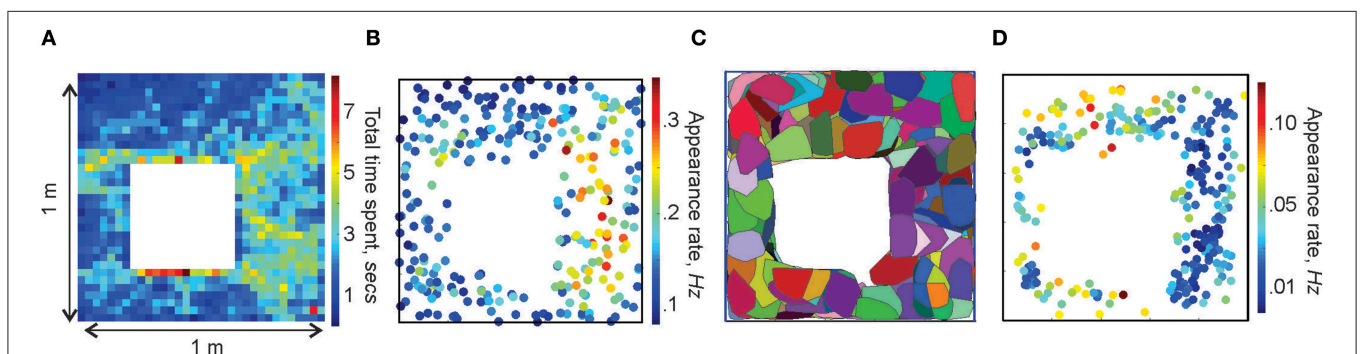 A
B
C
D
1 m
1 m
7
5
3
1
Total time spent, secs
.3
.2
.1
Appearance rate, Hz
.10
.05
.01
Appearance rate, Hz